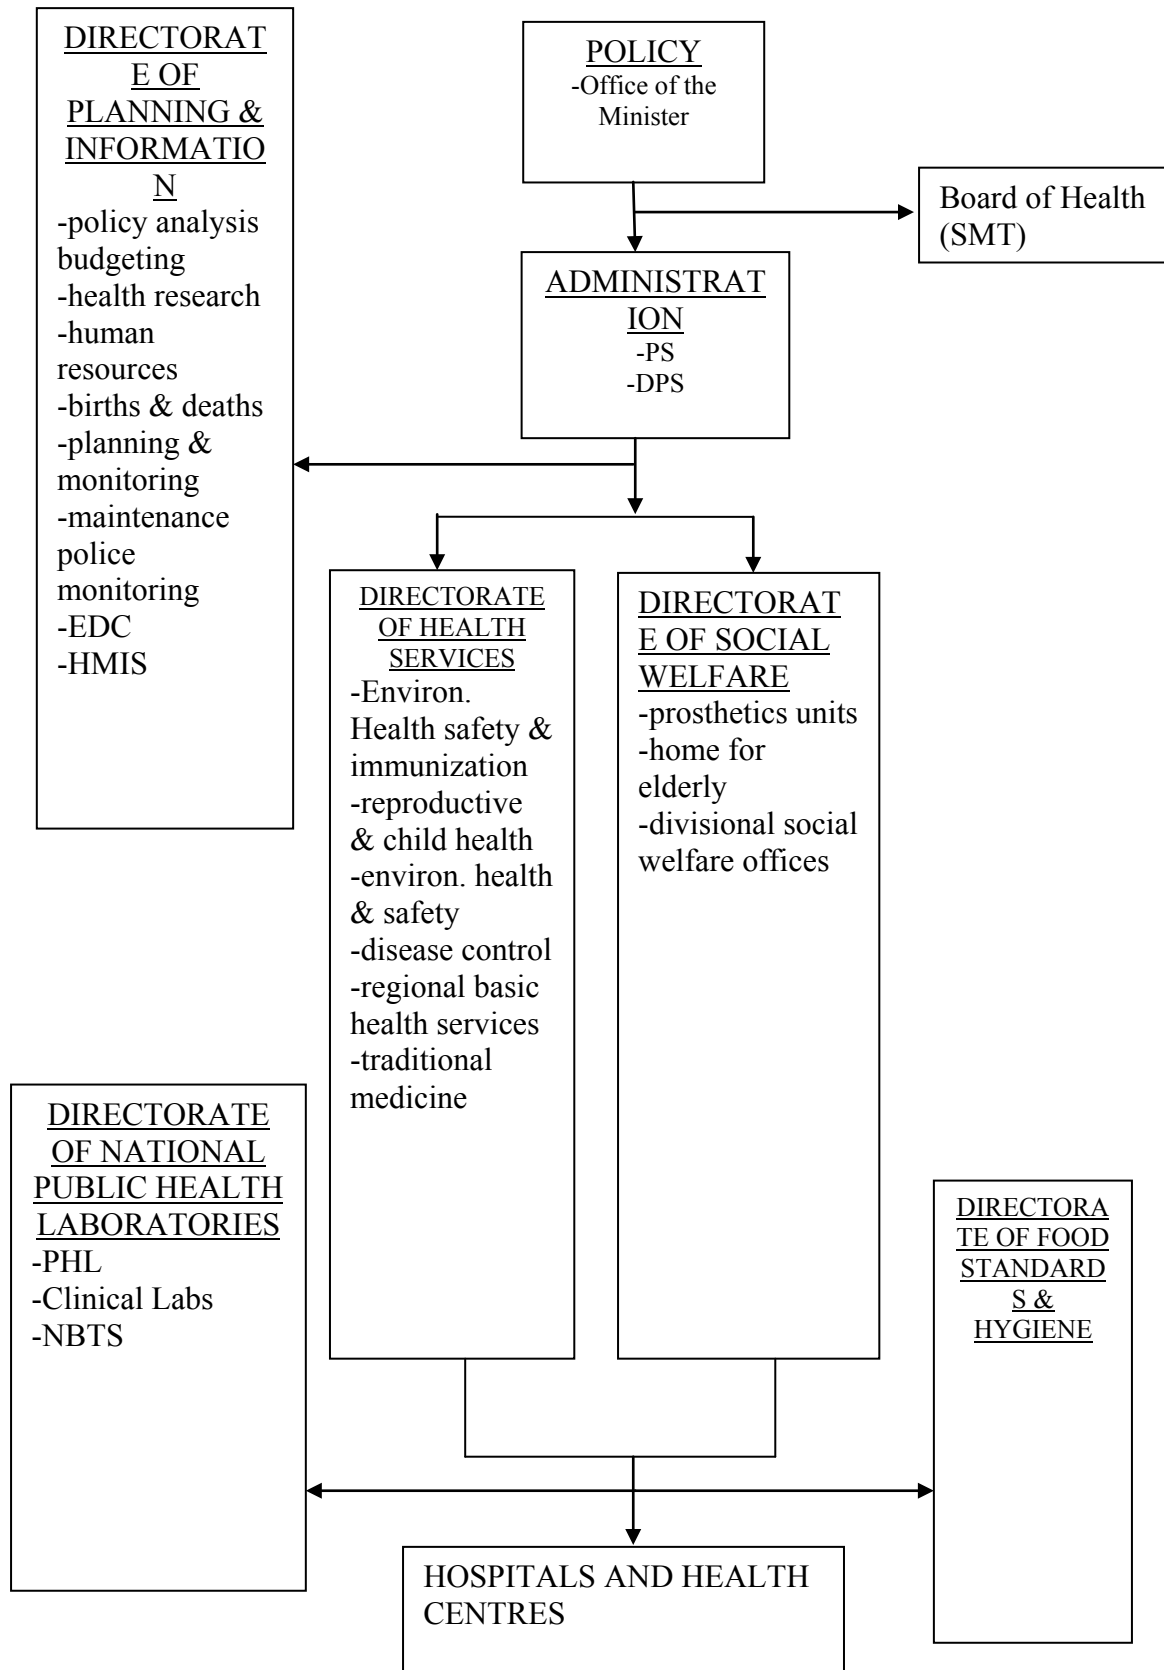 DIRECTORAT
E OF
PLANNING &
INFORMATIO
N
-policy analysis
budgeting
-health research
-human
resources
-births & deaths
-planning &
monitoring
-maintenance
police
monitoring
-EDC
-HMIS
POLICY
-Office of the
Minister
Board of Health
(SMT)
ADMINISTRAT
ION
-PS
-DPS
DIRECTORATE
OF HEALTH
SERVICES
-Environ.
Health safety &
immunization
-reproductive
& child health
-environ. health
& safety
-disease control
-regional basic
health services
-traditional
medicine
DIRECTORAT
E OF SOCIAL
WELFARE
-prosthetics units
-home for
elderly
-divisional social
welfare offices
DIRECTORATE
OF NATIONAL
PUBLIC HEALTH
LABORATORIES
-PHL
-Clinical Labs
-NBTS
DIRECTORA
TE OF FOOD
STANDARD
S &
HYGIENE
HOSPITALS AND HEALTH
CENTRES